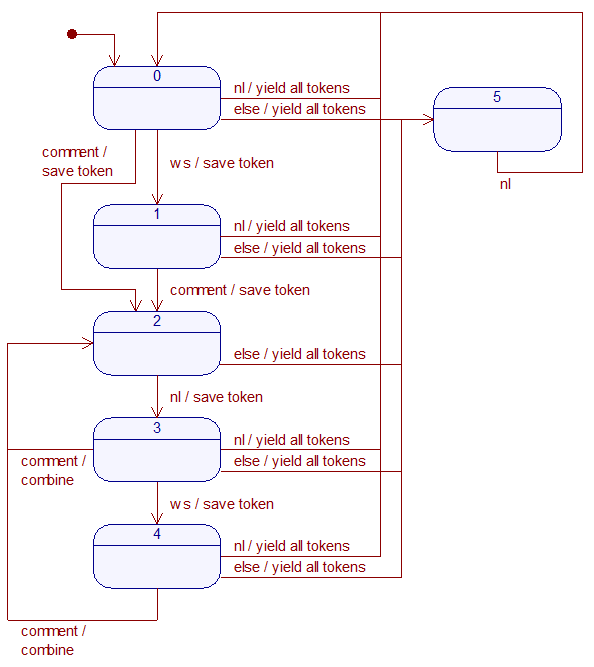 0
nl / yield all tokens
else / yield all tokens
5
nl
comment /
save token
ws / save token
1
nl / yield all tokens
else / yield all tokens
comment / save token
2
else / yield all tokens
nl / save token
3
nl / yield all tokens
else / yield all tokens
comment /
combine
ws / save token
4
nl / yield all tokens
else / yield all tokens
comment /
combine